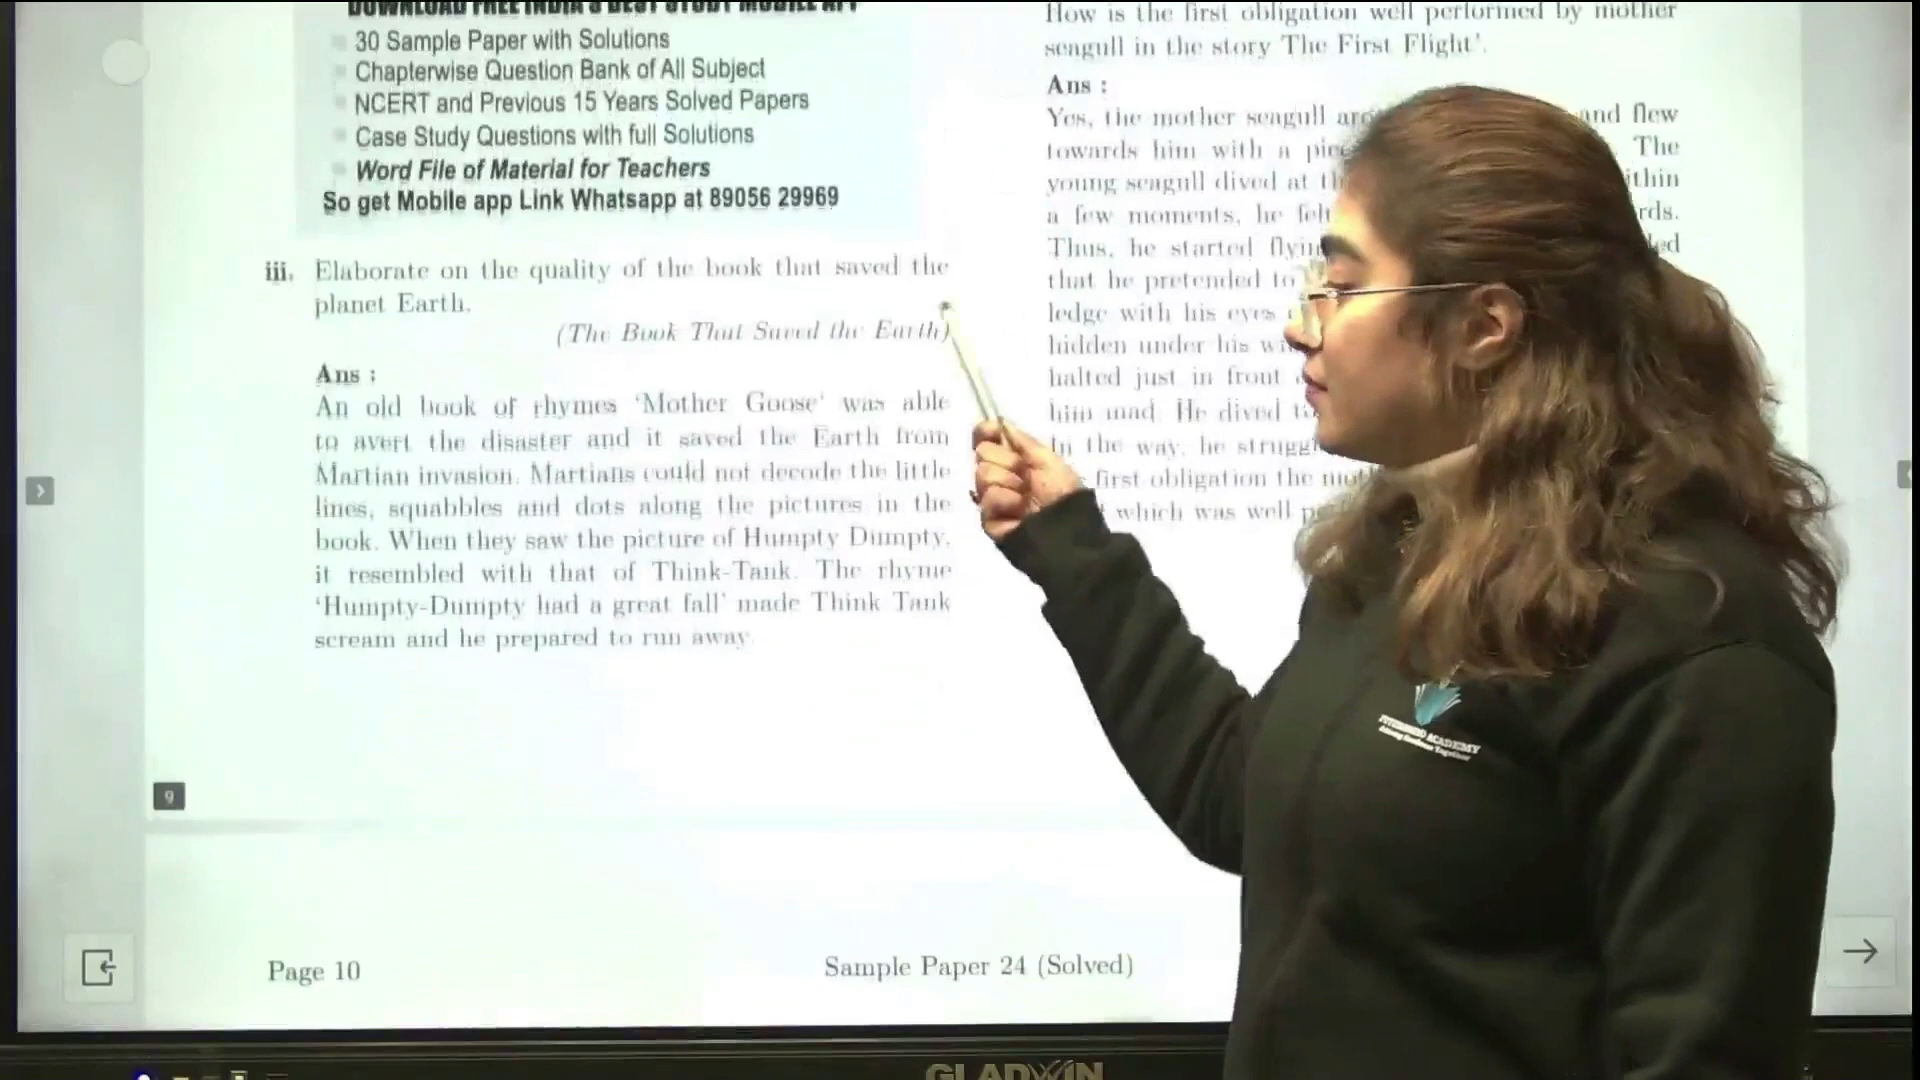 DOWNLOAD FREE INDIA'S BEST STUDY MOBILE APP
30 Sample Paper with Solutions
Chapterwise Question Bank of All Subject
NCERT and Previous 15 Years Solved Papers
Case Study Questions with full Solutions
Word File of Material for Teachers
So get Mobile app Link Whatsapp at 89056 29969
iii. Elaborate on the quality of the book that saved the
planet Earth.
(The Book That Saved the Earth)
Ans :
An old book of rhymes ‘Mother Goose’ was able
to avert the disaster and it saved the Earth from
Martian invasion. Martians could not decode the little
lines, squabbles and dots along the pictures in the
book. When they saw the picture of Humpty Dumpty,
it resembled with that of Think-Tank. The rhyme
‘Humpty-Dumpty had a great fall’ made Think Tank
scream and he prepared to run away.
9
Page 10
Sample Paper 24 (Solved)
How is the first obligation well performed by mother
seagull in the story The First Flight’.
Ans :
Yes, the mother seagull and flew
towards him with a The
young seagull dived at
a few moments, he
Thus, he started
that he pretended to
ledge with his eyes
hidden under his
halted just in front
him mad. He dived
In the way, he
first obligation the
which was well
ACADEMY
GLADWIN